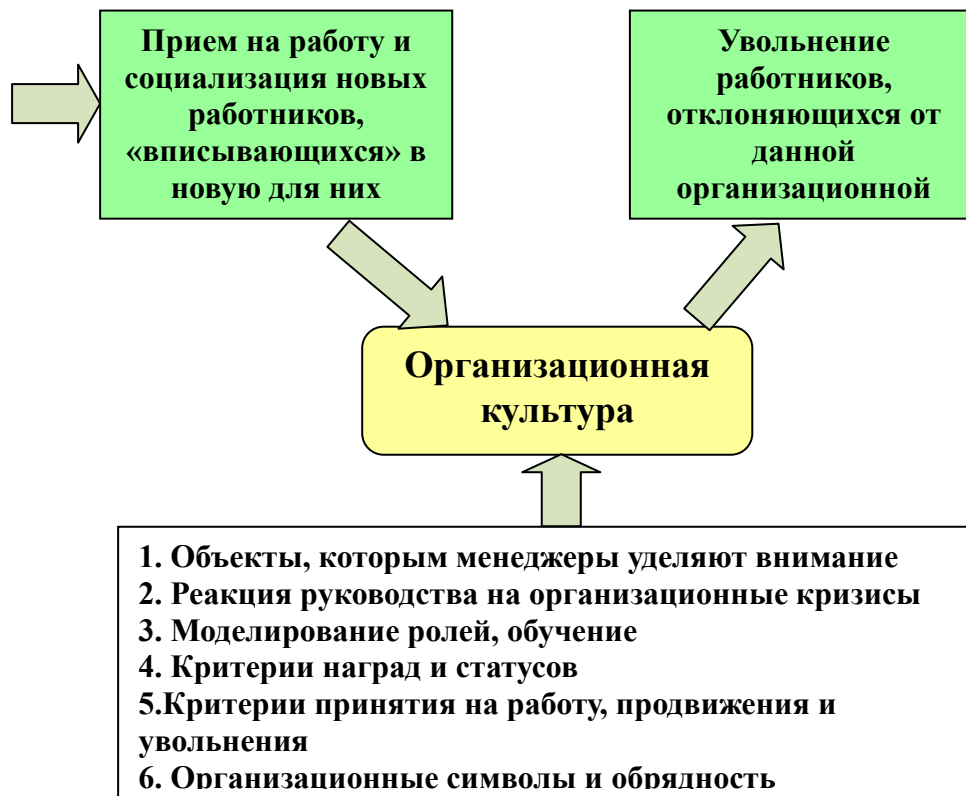 Прием на работу и
социализация новых
работников,
«вписывающихся» в
новую для них
Увольнение
работников,
отклоняющихся от
данной
организационной
Организационная
культура
1. Объекты, которым менеджеры уделяют внимание
2. Реакция руководства на организационные кризисы
3. Моделирование ролей, обучение
4. Критерии наград и статусов
5.Критерии принятия на работу, продвижения и
увольнения
6. Организационные символы и обрядность